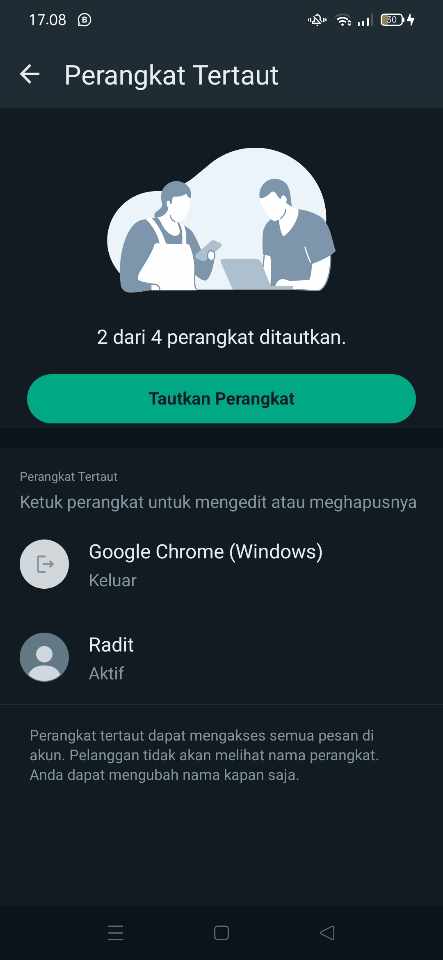 17.08
30
Perangkat Tertaut
2 dari 4 perangkat ditautkan.
Tautkan Perangkat
Perangkat Tertaut
Ketuk perangkat untuk mengedit atau meghapusnya
Google Chrome (Windows)
Keluar
Radit
Aktif
Perangkat tertaut dapat mengakses semua pesan di
akun. Pelanggan tidak akan melihat nama perangkat.
Anda dapat mengubah nama kapan saja.